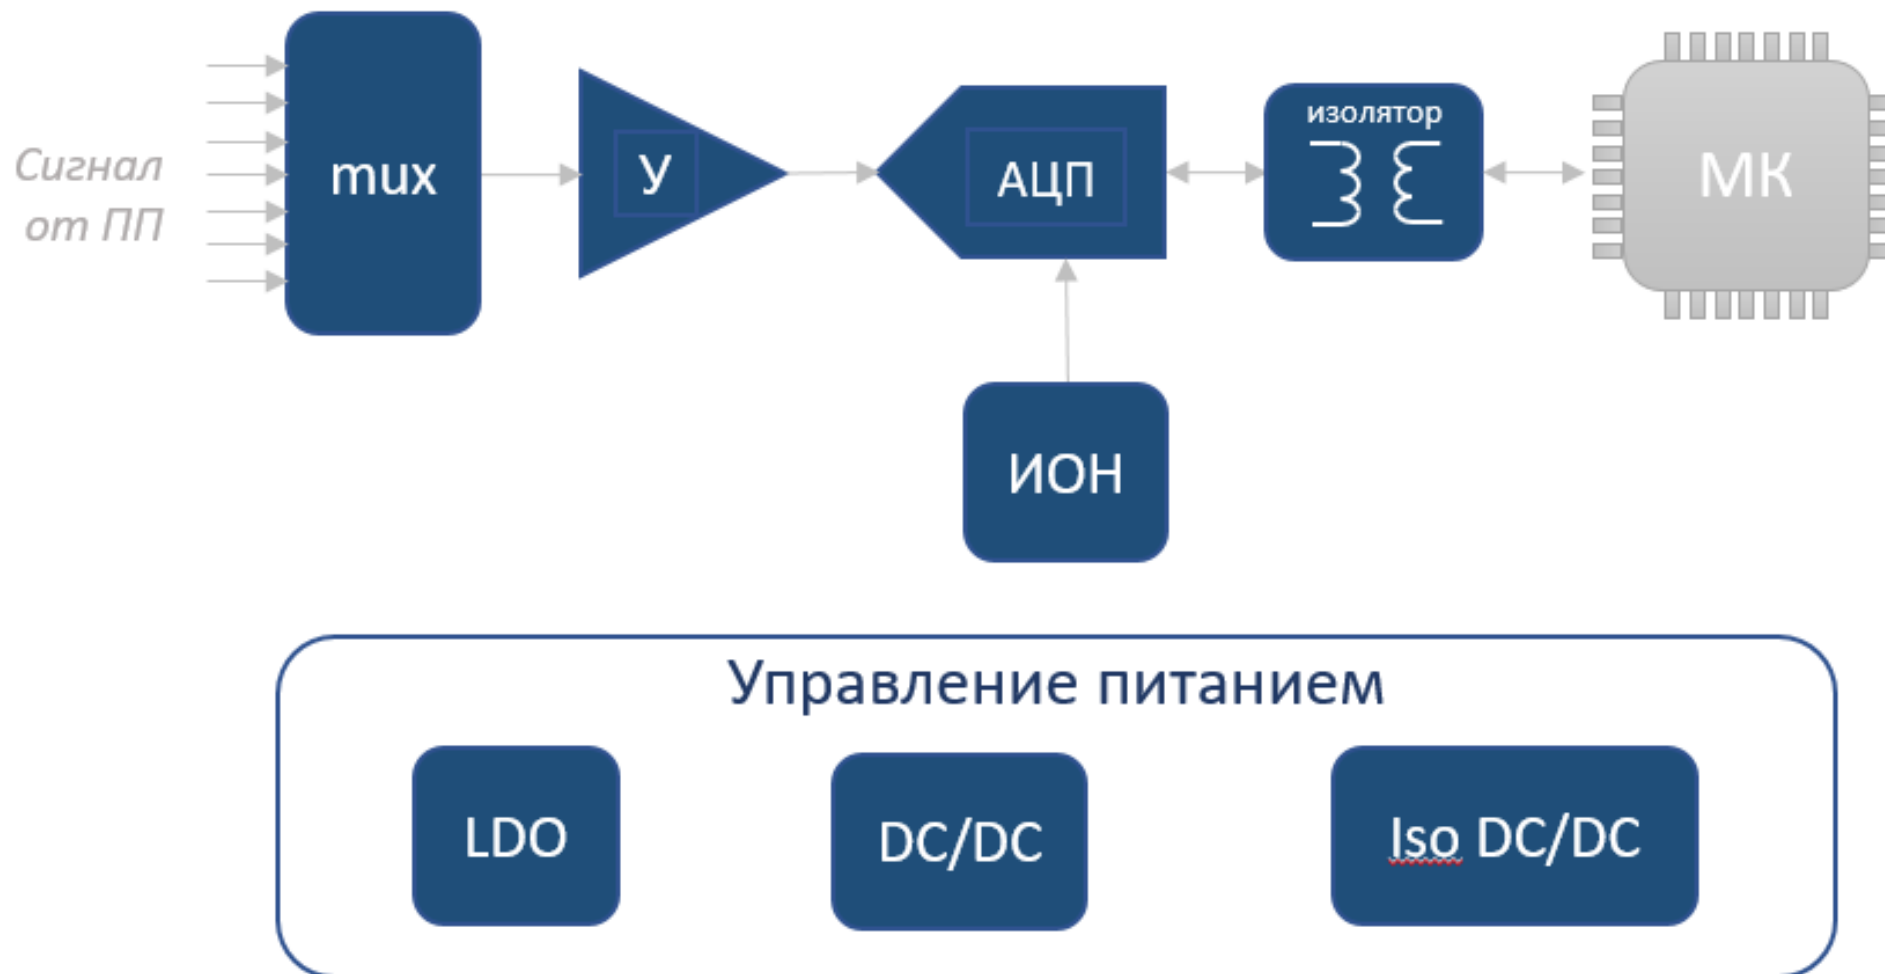 Сигнал
от ПП
mux
У
АЦП
изолятор
МК
ИОН
Управление питанием
LDO
DC/DC
Iso DC/DC